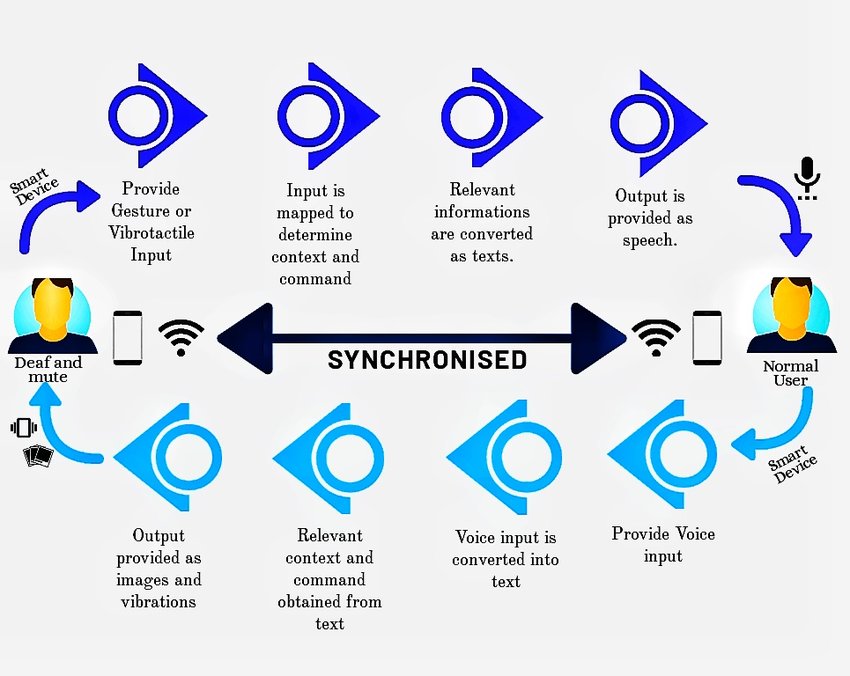 Smart
Device
Provide
Gesture or
Vibrotactile
Input
Input is
mapped to
determine
context and
command
Relevant
informations
are converted
as texts.
Output is
provided as
speech.
Deaf and
mute
SYNCHRONISED
Normal
User
Smart
Device
Provide Voice
input
Voice input is
converted into
text
Relevant
context and
command
obtained from
text
Output
provided as
images and
vibrations